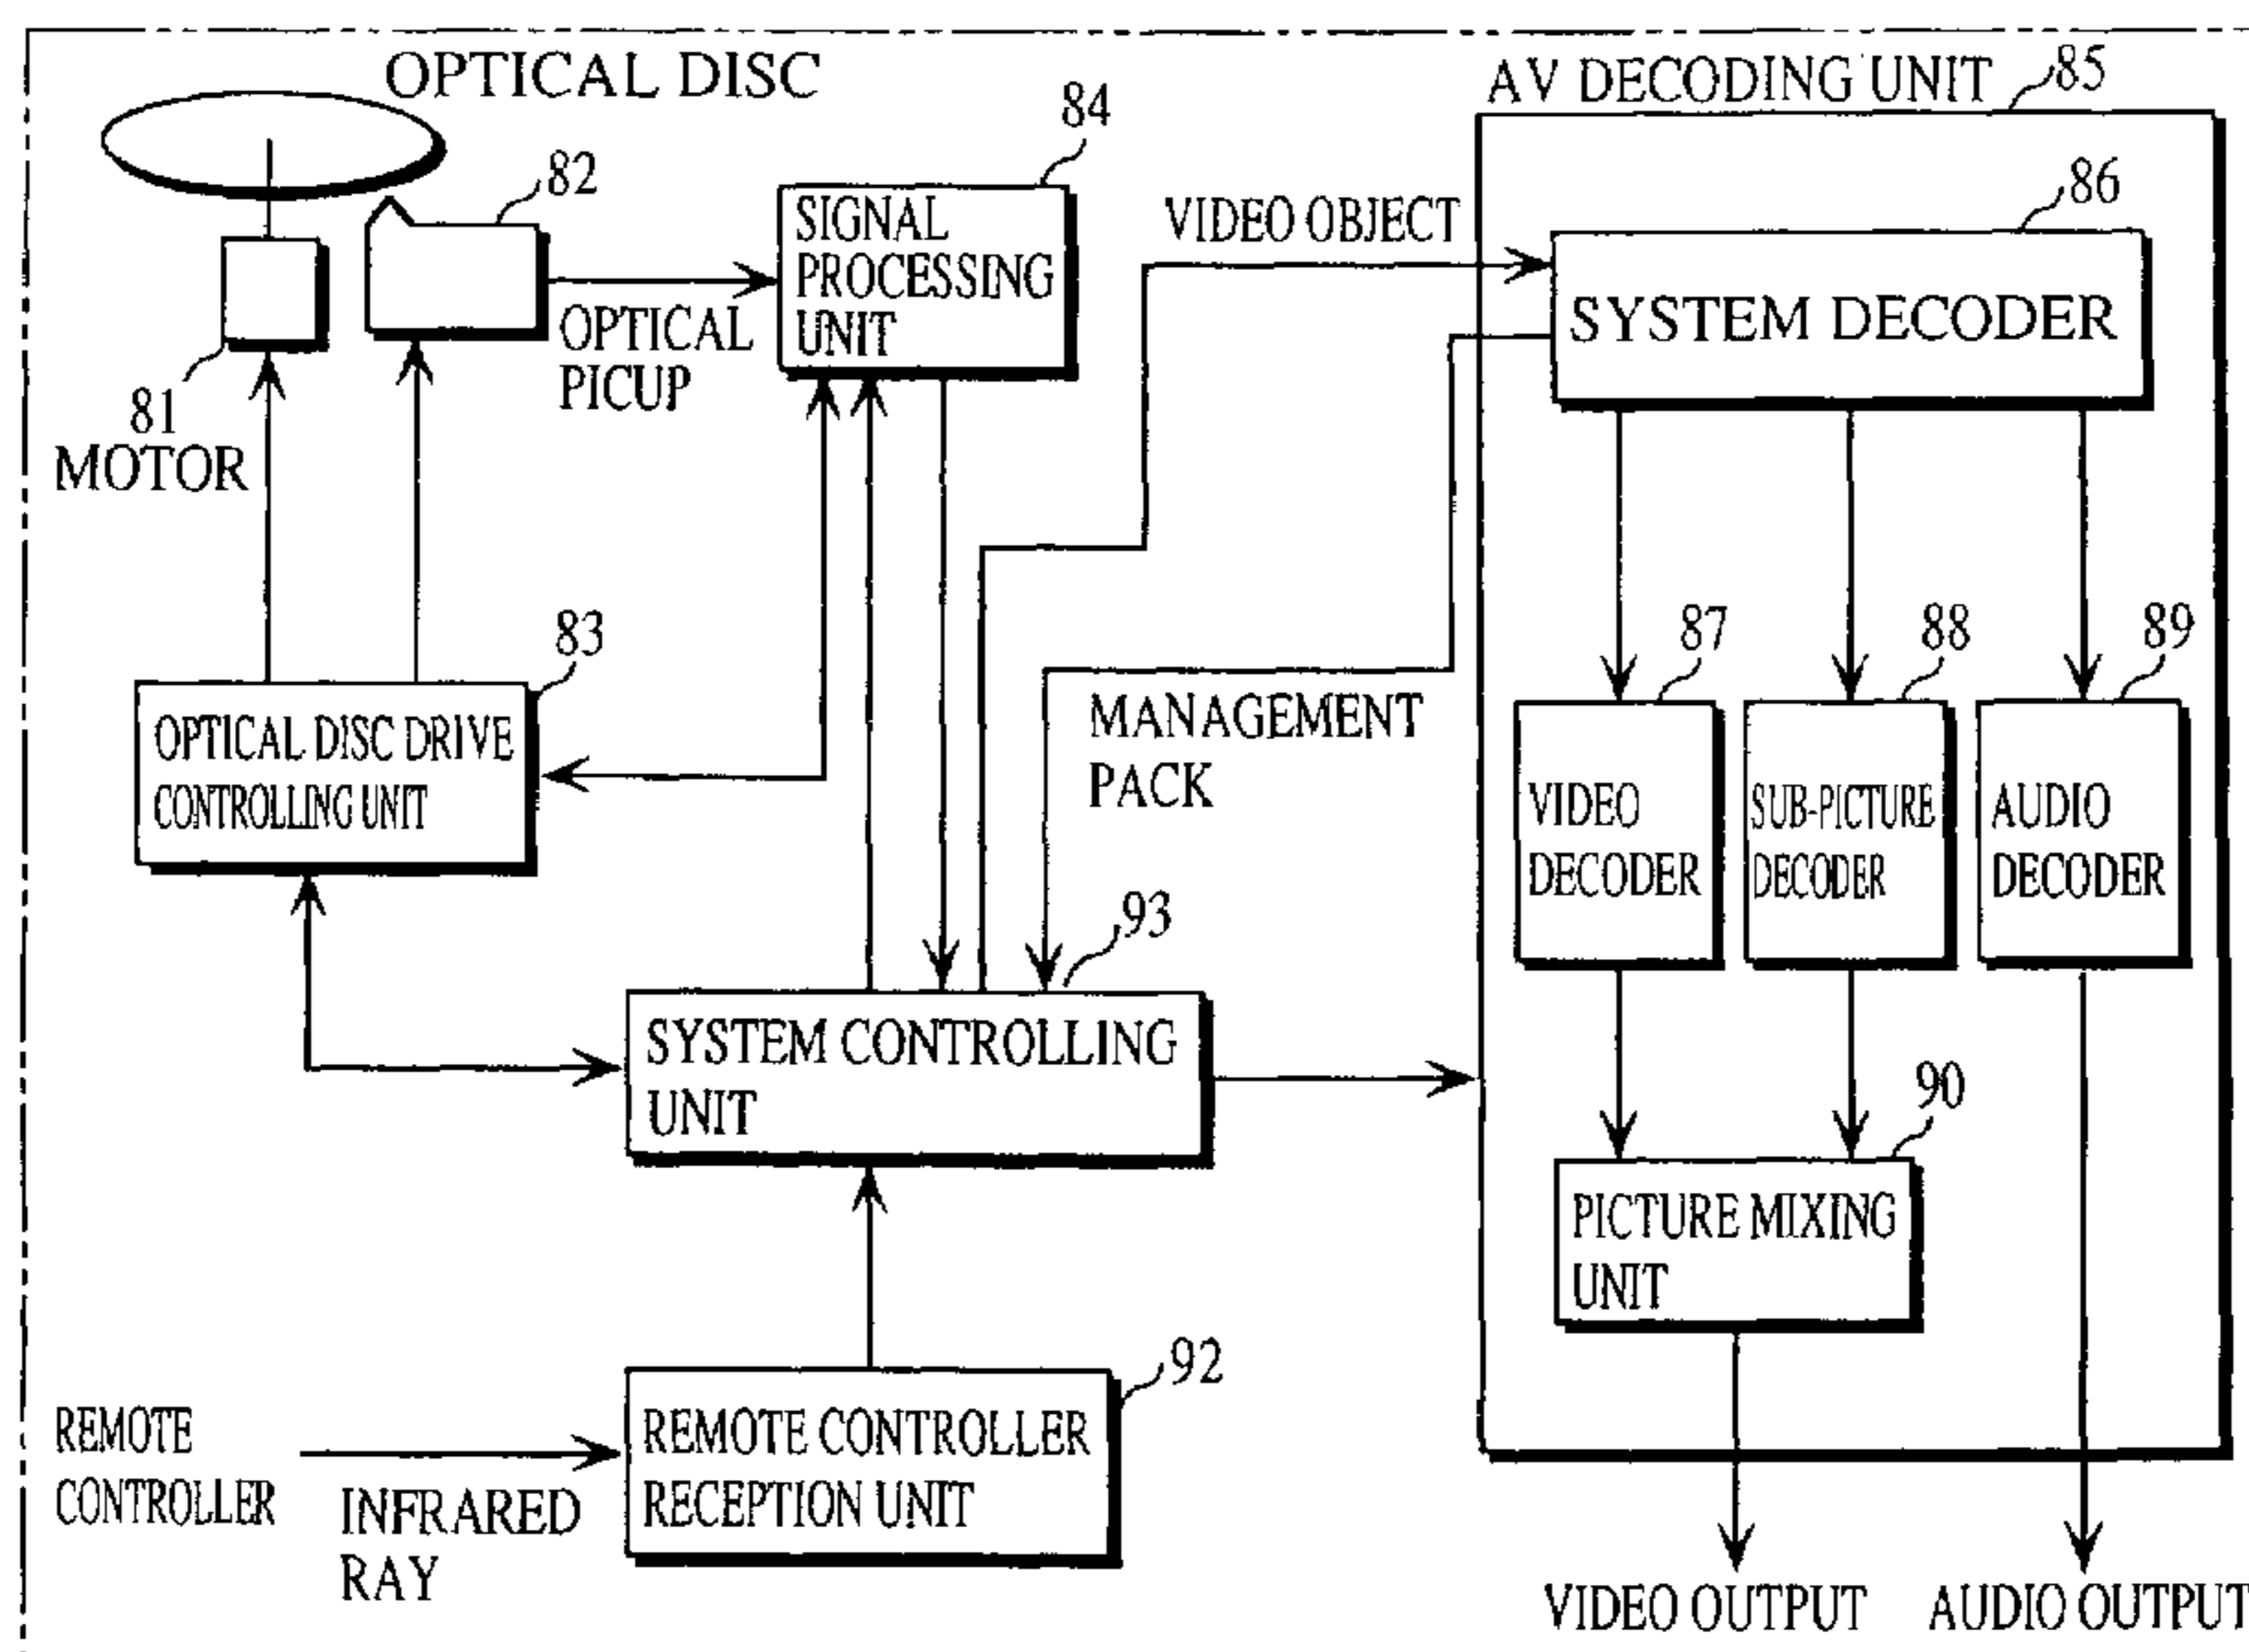 OPTICAL DISC
AV DECODING UNIT
85
84
82
86
SIGNAL
PROCESSING
UNIT
VIDEO OBJECT
SYSTEM DECODER
OPTICAL
PICUP
81
MOTOR
83
87
88
89
OPTICAL DISC DRIVE
CONTROLLING UNIT
MANAGEMENT
PACK
VIDEO
DECODER
SUB-PICTURE
DECODER
AUDIO
DECODER
93
SYSTEM CONTROLLING
UNIT
90
PICTURE MIXING
UNIT
92
REMOTE
CONTROLLER
INFRARED
RAY
REMOTE CONTROLLER
RECEPTION UNIT
VIDEO OUTPUT
AUDIO OUTPUT